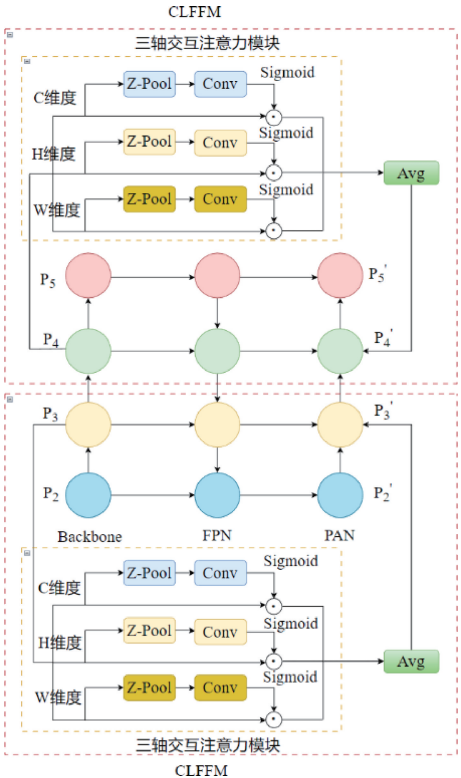 CLFFM
三轴交互注意力模块
Sigmoid
C维度
Z-Pool
Conv
Sigmoid
H维度
Z-Pool
Conv
Avg
Sigmoid
W维度
Z-Pool
Conv
P5
P5'
P4
P4'
P3
P3'
P2
P2'
Backbone
FPN
PAN
Sigmoid
C维度
Z-Pool
Conv
Sigmoid
H维度
Z-Pool
Conv
Avg
Sigmoid
W维度
Z-Pool
Conv
三轴交互注意力模块
CLFFM